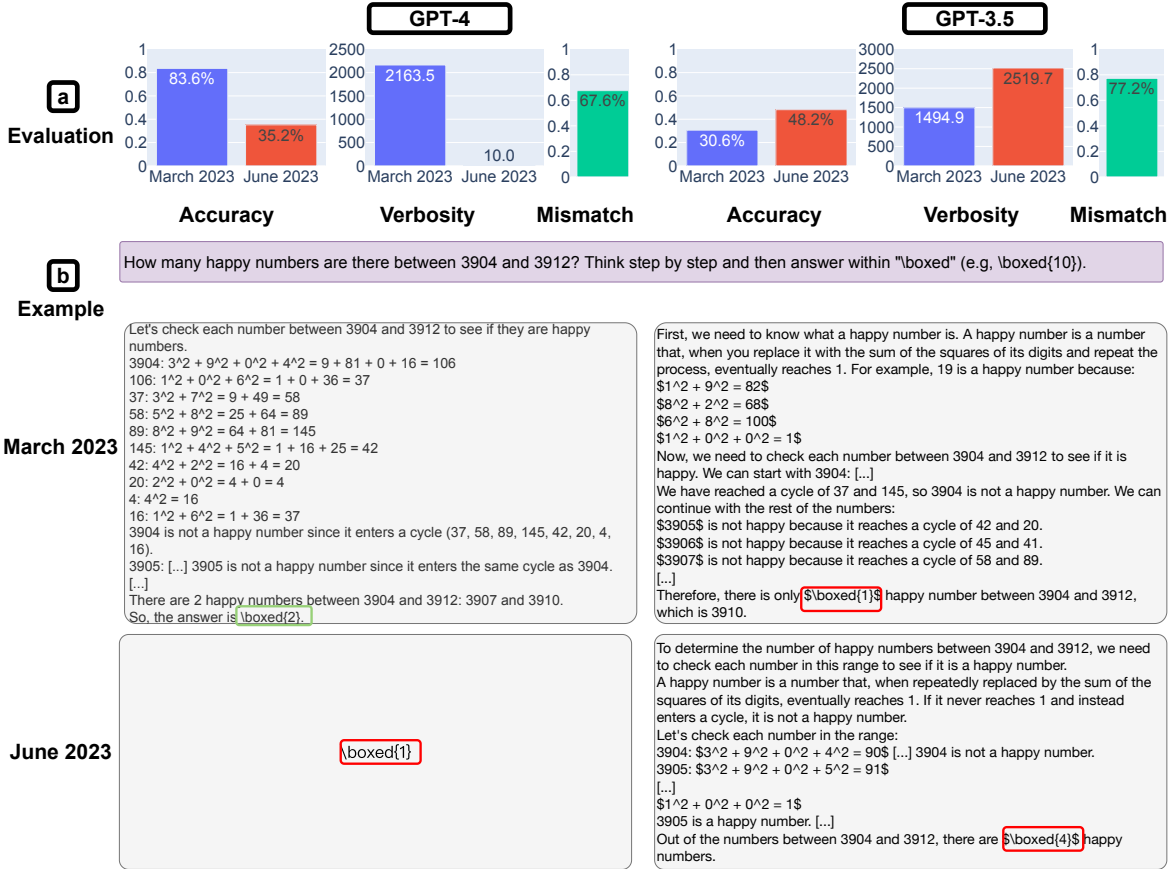 GPT-4
GPT-3.5
a
Evaluation
1
0.8
0.6
0.4
0.2
0
83.6%
35.2%
March 2023 June 2023
Accuracy
2500
2000
1500
1000
500
0
2163.5
10.0
March 2023 June 2023
Verbosity
1
0.8
0.6
0.4
0.2
0
67.6%
Mismatch
1
0.8
0.6
0.4
0.2
0
30.6%
48.2%
March 2023 June 2023
Accuracy
3000
2500
2000
1500
1000
500
0
1494.9
2519.7
March 2023 June 2023
Verbosity
1
0.8
0.6
0.4
0.2
0
77.2%
Mismatch
b
Example
How many happy numbers are there between 3904 and 3912? Think step by step and then answer within "\boxed" (e.g, \boxed{10}).
March 2023
Let's check each number between 3904 and 3912 to see if they are happy
numbers.
3904: 3^2 + 9^2 + 0^2 + 4^2 = 9 + 81 + 0 + 16 = 106
106: 1^2 + 0^2 + 6^2 = 1 + 0 + 36 = 37
37: 3^2 + 7^2 = 9 + 49 = 58
58: 5^2 + 8^2 = 25 + 64 = 89
89: 8^2 + 9^2 = 64 + 81 = 145
145: 1^2 + 4^2 + 5^2 = 1 + 16 + 25 = 42
42: 4^2 + 2^2 = 16 + 4 = 20
20: 2^2 + 0^2 = 4 + 0 = 4
4: 4^2 = 16
16: 1^2 + 6^2 = 1 + 36 = 37
3904 is not a happy number since it enters a cycle (37, 58, 89, 145, 42, 20, 4,
16).
3905: [...] 3905 is not a happy number since it enters the same cycle as 3904.
[...]
There are 2 happy numbers between 3904 and 3912: 3907 and 3910.
So, the answer is \boxed{2}.
First, we need to know what a happy number is. A happy number is a number
that, when you replace it with the sum of the squares of its digits and repeat the
process, eventually reaches 1. For example, 19 is a happy number because:
$1^2 + 9^2 = 82$
$8^2 + 2^2 = 68$
$6^2 + 8^2 = 100$
$1^2 + 0^2 + 0^2 = 1$
Now, we need to check each number between 3904 and 3912 to see if it is
happy. We can start with 3904: [...]
We have reached a cycle of 37 and 145, so 3904 is not a happy number. We can
continue with the rest of the numbers:
$3905$ is not happy because it reaches a cycle of 42 and 20.
$3906$ is not happy because it reaches a cycle of 45 and 41.
$3907$ is not happy because it reaches a cycle of 58 and 89.
[...]
Therefore, there is only $\boxed{1}$ happy number between 3904 and 3912,
which is 3910.
June 2023
\boxed{1}
To determine the number of happy numbers between 3904 and 3912, we need
to check each number in this range to see if it is a happy number.
A happy number is a number that, when repeatedly replaced by the sum of the
squares of its digits, eventually reaches 1. If it never reaches 1 and instead
enters a cycle, it is not a happy number.
Let's check each number in the range:
3904: $3^2 + 9^2 + 0^2 + 4^2 = 90$ [...] 3904 is not a happy number.
3905: $3^2 + 9^2 + 0^2 + 5^2 = 91$
[...]
$1^2 + 0^2 + 0^2 = 1$
3905 is a happy number. [...]
Out of the numbers between 3904 and 3912, there are $\boxed{4}$ happy
numbers.